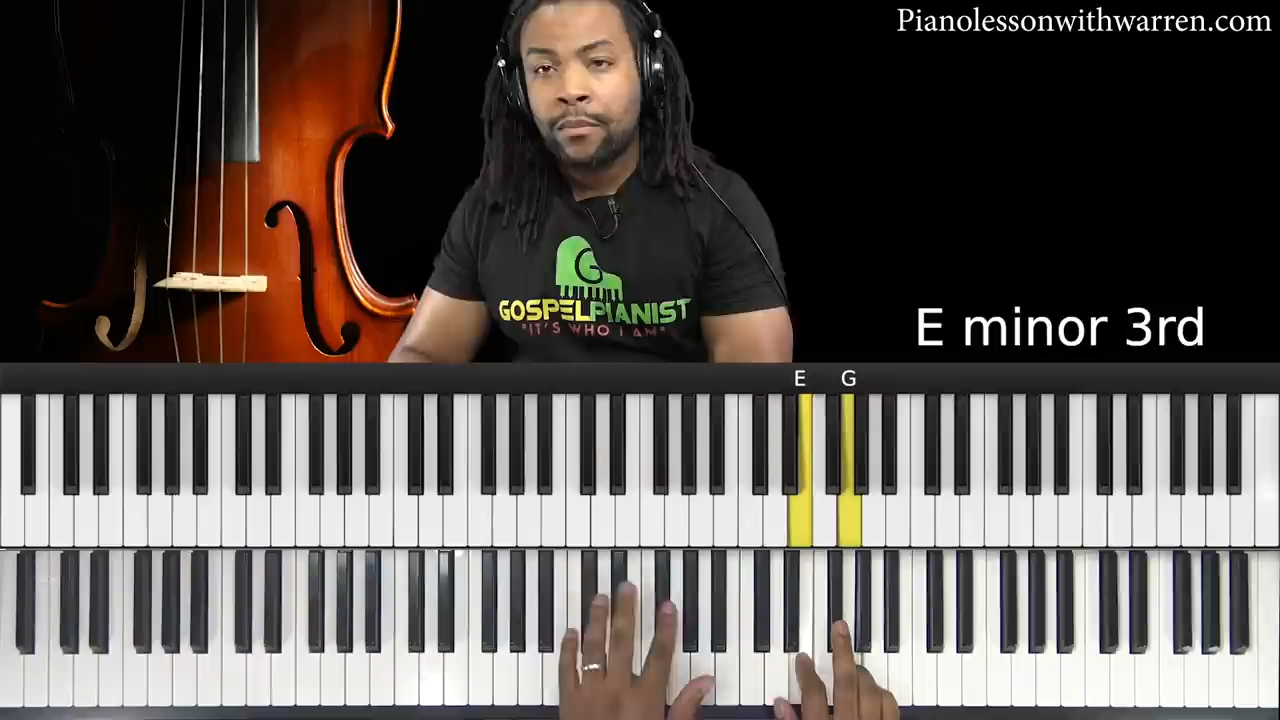 Pianolessonwithwarren.com
G
GOSPELPIANIST
"IT'S WHO I AM"
E minor 3rd
E G